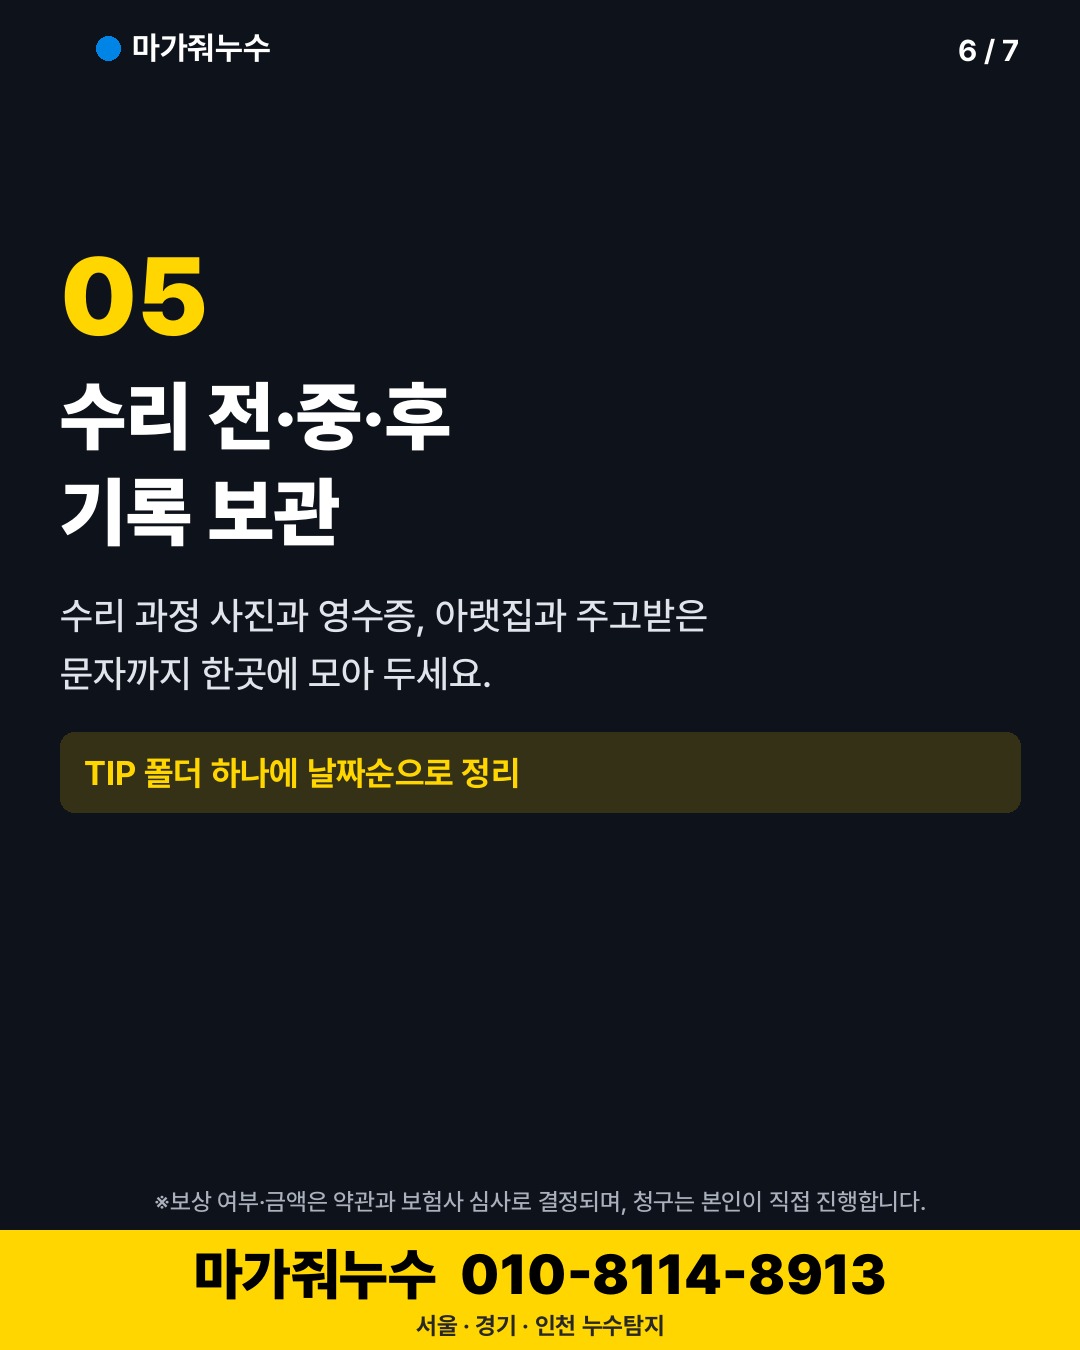 마가줘누수
6 / 7
05
수리 전·중·후
기록 보관
수리 과정 사진과 영수증, 아랫집과 주고받은
문자까지 한곳에 모아 두세요.
TIP 폴더 하나에 날짜순으로 정리
※보상 여부·금액은 약관과 보험사 심사로 결정되며, 청구는 본인이 직접 진행합니다.
마가줘누수 010-8114-8913
서울 · 경기 · 인천 누수탐지